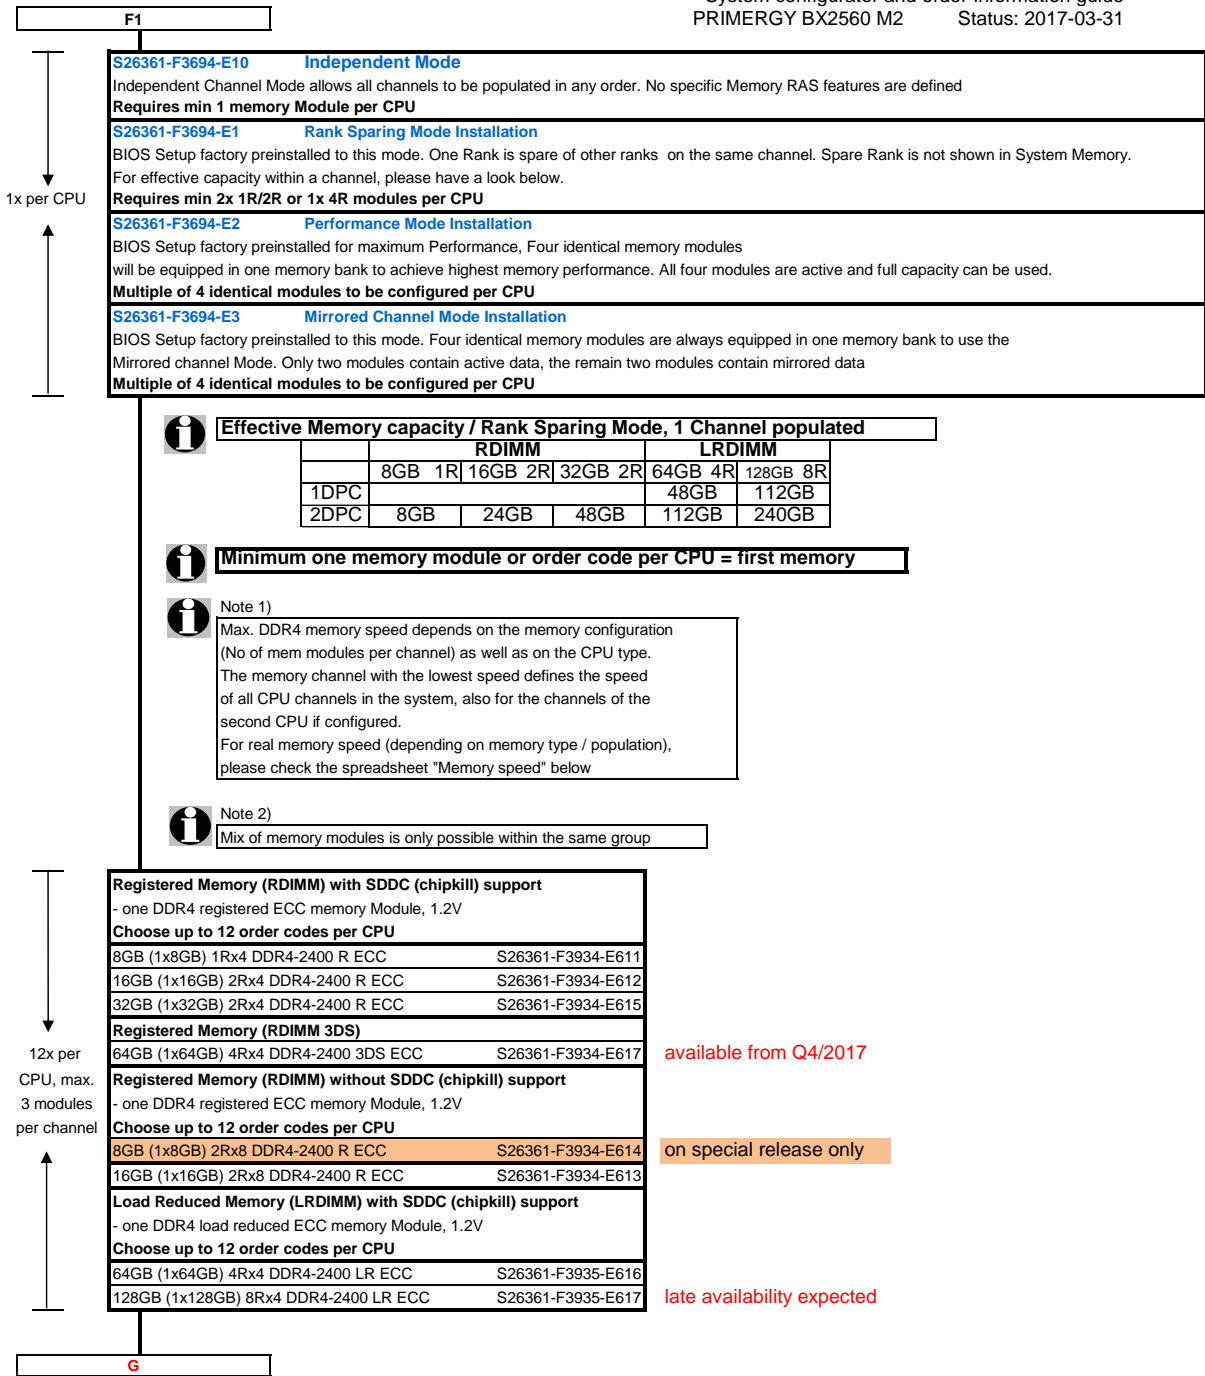 System configurator and order information guide
F1
PRIMERGY BX2560 M2 Status: 2017-03-31
S26361-F3694-E10 Independent Mode
Independent Channel Mode allows all channels to be populated in any order. No specific Memory RAS features are defined
Requires min 1 memory Module per CPU
S26361-F3694-E1 Rank Sparing Mode Installation
BIOS Setup factory preinstalled to this mode. One Rank is spare of other ranks on the same channel. Spare Rank is not shown in System Memory.
For effective capacity within a channel, please have a look below.
1x per CPU
Requires min 2x 1R/2R or 1x 4R modules per CPU
S26361-F3694-E2 Performance Mode Installation
BIOS Setup factory preinstalled for maximum Performance, Four identical memory modules
will be equipped in one memory bank to achieve highest memory performance. All four modules are active and full capacity can be used.
Multiple of 4 identical modules to be configured per CPU
S26361-F3694-E3 Mirrored Channel Mode Installation
BIOS Setup factory preinstalled to this mode. Four identical memory modules are always equipped in one memory bank to use the
Mirrored channel Mode. Only two modules contain active data, the remain two modules contain mirrored data
Multiple of 4 identical modules to be configured per CPU
Effective Memory capacity / Rank Sparing Mode, 1 Channel populated
RDIMM LRDIMM
8GB 1R 16GB 2R 32GB 2R 64GB 4R 128GB 8R
1DPC 48GB 112GB
2DPC 8GB 24GB 48GB 112GB 240GB
Minimum one memory module or order code per CPU = first memory
Note 1)
Max. DDR4 memory speed depends on the memory configuration
(No of mem modules per channel) as well as on the CPU type.
The memory channel with the lowest speed defines the speed
of all CPU channels in the system, also for the channels of the
second CPU if configured.
For real memory speed (depending on memory type / population),
please check the spreadsheet "Memory speed" below
Note 2)
Mix of memory modules is only possible within the same group
Registered Memory (RDIMM) with SDDC (chipkill) support
- one DDR4 registered ECC memory Module, 1.2V
Choose up to 12 order codes per CPU
8GB (1x8GB) 1Rx4 DDR4-2400 R ECC S26361-F3934-E611
16GB (1x16GB) 2Rx4 DDR4-2400 R ECC S26361-F3934-E612
32GB (1x32GB) 2Rx4 DDR4-2400 R ECC S26361-F3934-E615
Registered Memory (RDIMM 3DS)
64GB (1x64GB) 4Rx4 DDR4-2400 3DS ECC S26361-F3934-E617 available from Q4/2017
12x per
CPU, max.
3 modules
per channel
Registered Memory (RDIMM) without SDDC (chipkill) support
- one DDR4 registered ECC memory Module, 1.2V
Choose up to 12 order codes per CPU
8GB (1x8GB) 2Rx8 DDR4-2400 R ECC S26361-F3934-E614 on special release only
16GB (1x16GB) 2Rx8 DDR4-2400 R ECC S26361-F3934-E613
Load Reduced Memory (LRDIMM) with SDDC (chipkill) support
- one DDR4 load reduced ECC memory Module, 1.2V
Choose up to 12 order codes per CPU
64GB (1x64GB) 4Rx4 DDR4-2400 LR ECC S26361-F3935-E616
128GB (1x128GB) 8Rx4 DDR4-2400 LR ECC S26361-F3935-E617 late availability expected
G